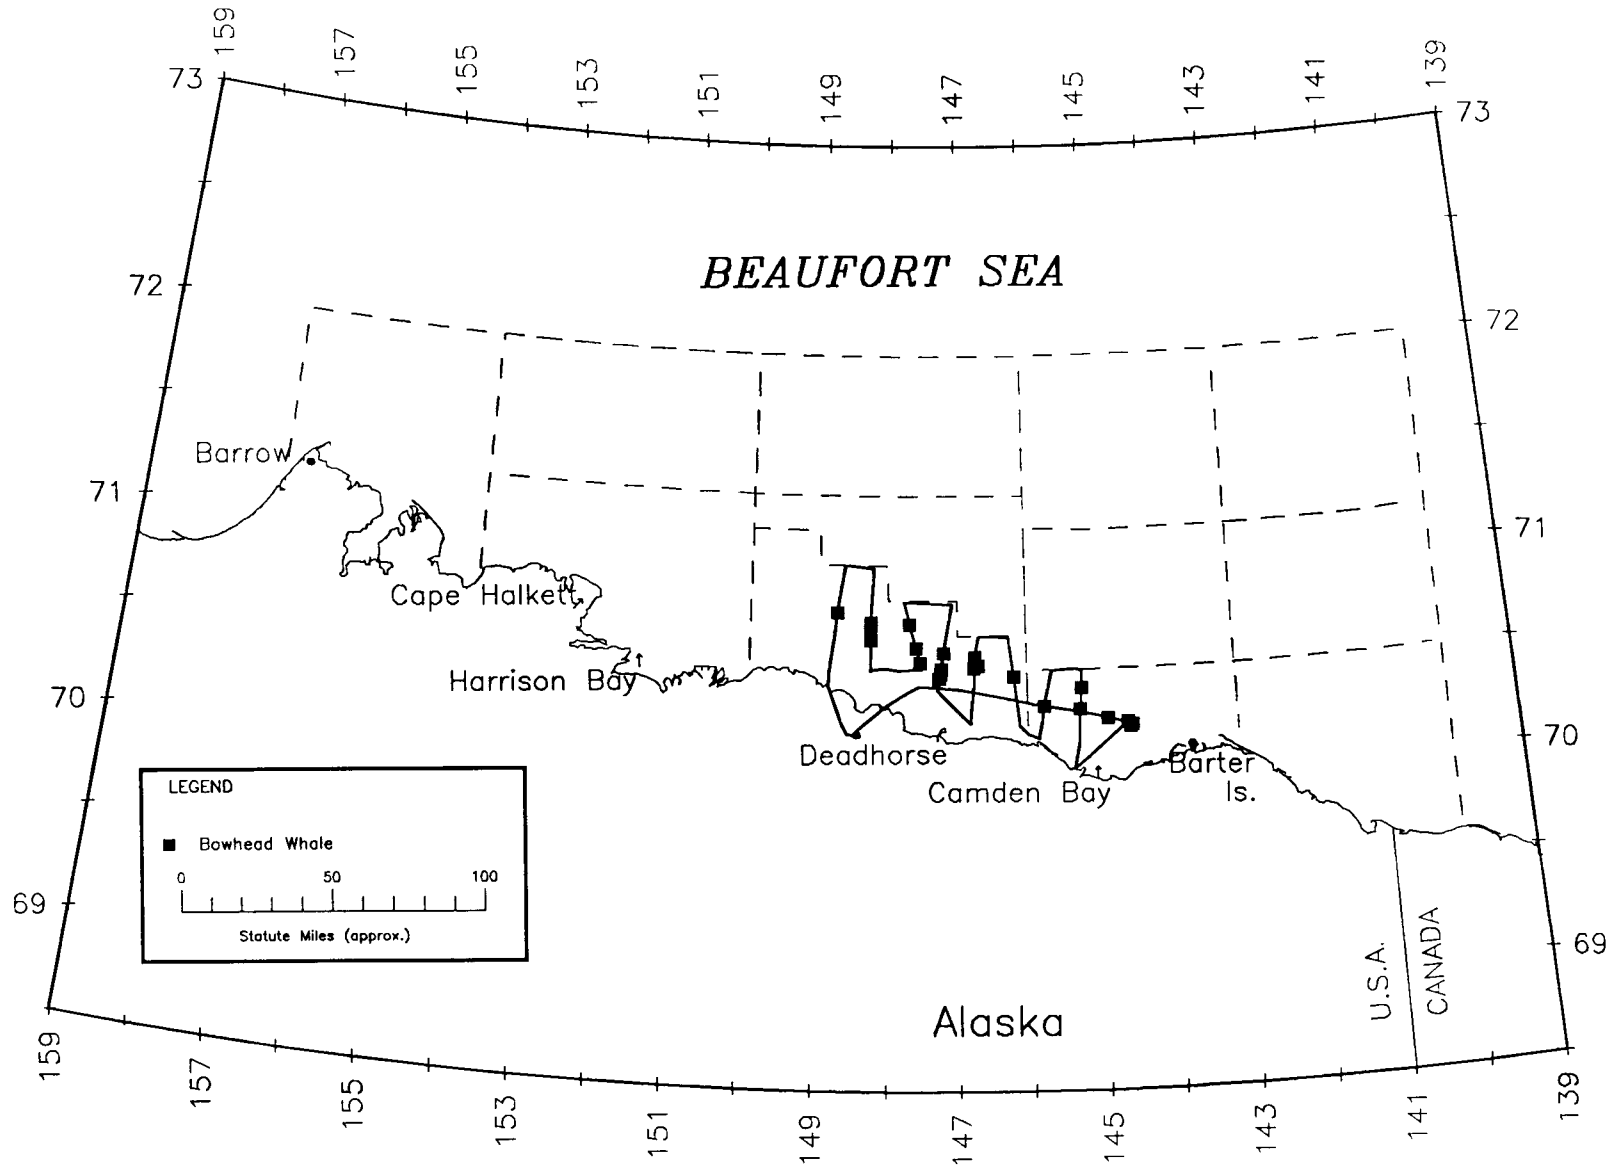 159
157
155
153
151
149
147
145
143
141
139
73
73
BEAUFORT SEA
72
72
Barrow
71
71
Cape Halkett
Harrison Bay
70
70
Deadhorse
Barter
Is.
Camden Bay
LEGEND
Bowhead Whale
0 50 100
Statute Miles (approx.)
69
69
U.S.A.
CANADA
Alaska
159
157
155
153
151
149
147
145
143
141
139